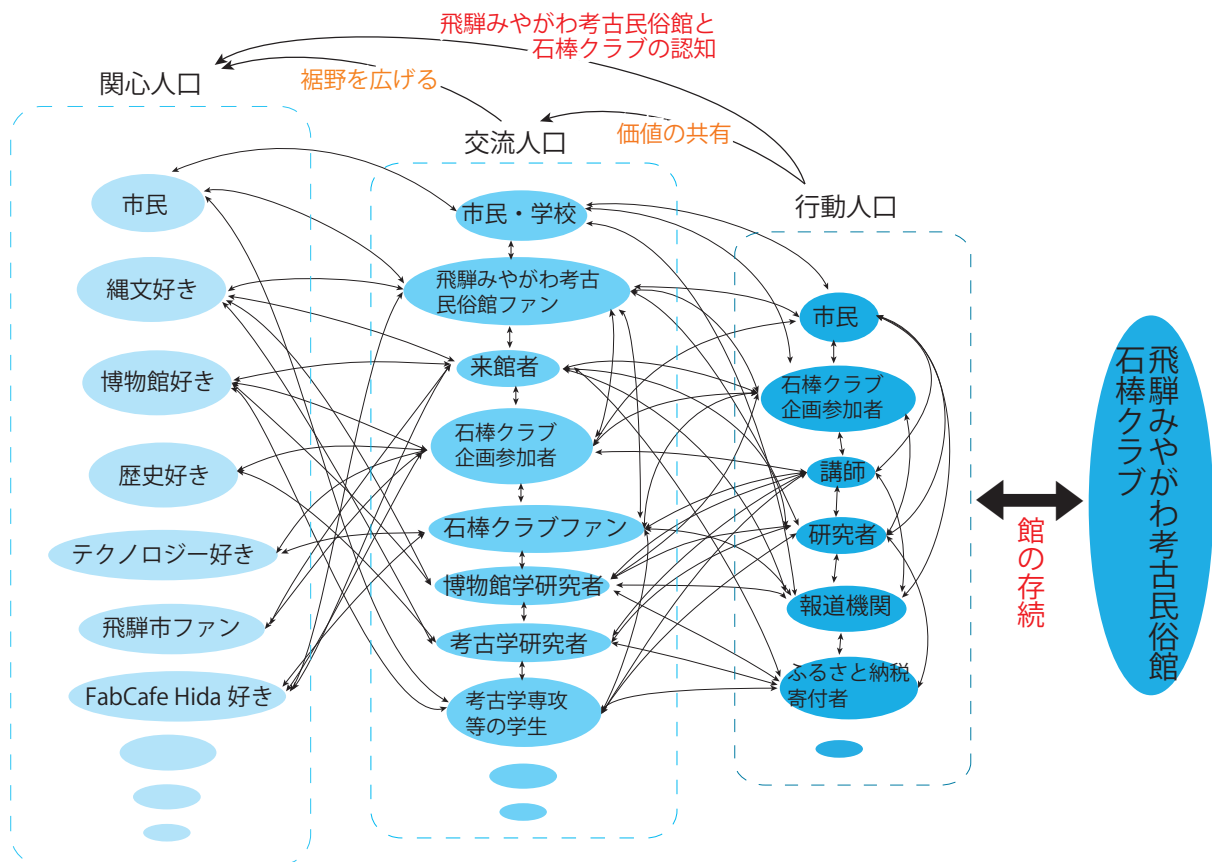 飛騨みやがわ考古民俗館と
石棒クラブの認知
裾野を広げる
価値の共有
関心人口
市民
縄文好き
博物館好き
歴史好き
テクノロジー好き
飛騨市ファン
FabCafe Hida 好き
交流人口
市民・学校
飛騨みやがわ考古
民俗館ファン
来館者
石棒クラブ
企画参加者
石棒クラブファン
博物館学研究者
考古学研究者
考古学専攻
等の学生
行動人口
市民
石棒クラブ
企画参加者
講師
研究者
報道機関
ふるさと納税
寄付者
館の存続
飛騨みやがわ考古民俗館
石棒クラブ